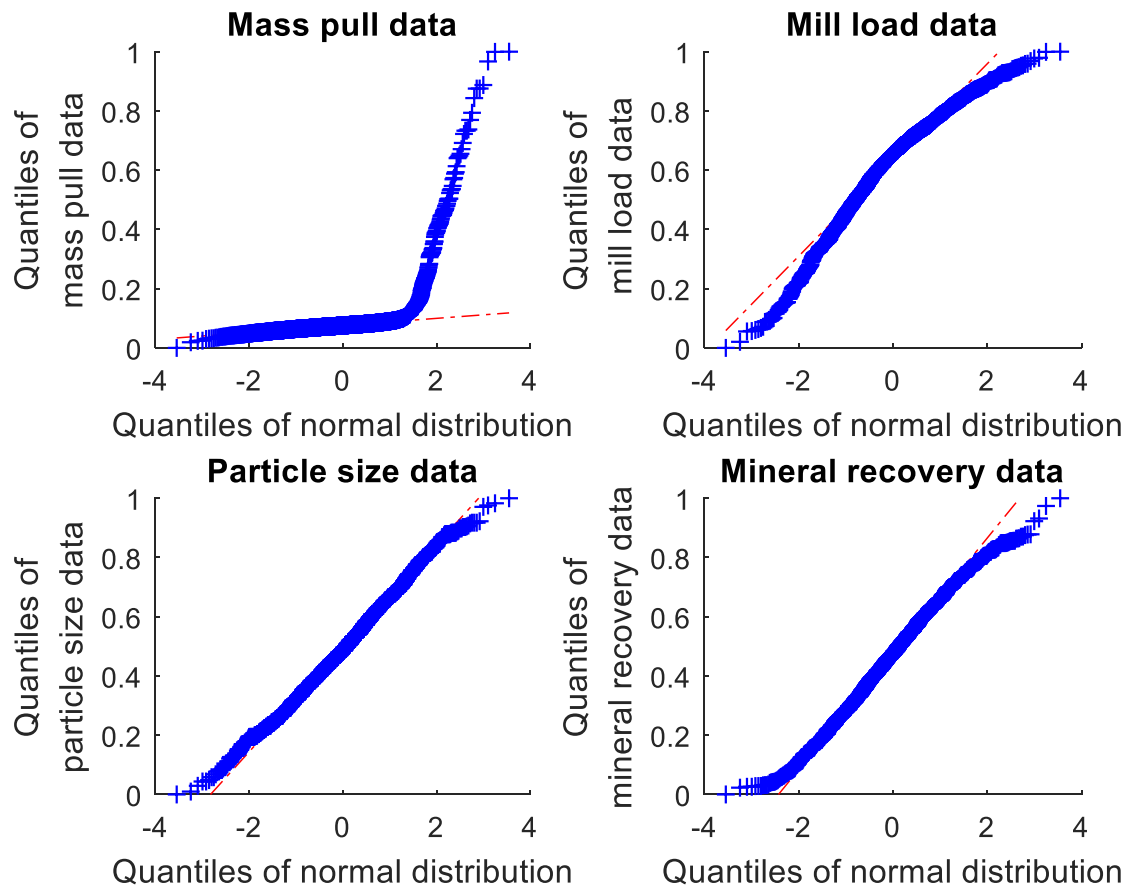 Mass pull data
Quantiles of
mass pull data
1
0.8
0.6
0.4
0.2
0
-4
-2
0
2
4
Quantiles of normal distribution
Mill load data
Quantiles of
mill load data
1
0.8
0.6
0.4
0.2
0
-4
-2
0
2
4
Quantiles of normal distribution
Particle size data
Quantiles of
particle size data
1
0.8
0.6
0.4
0.2
0
-4
-2
0
2
4
Quantiles of normal distribution
Mineral recovery data
Quantiles of
mineral recovery data
1
0.8
0.6
0.4
0.2
0
-4
-2
0
2
4
Quantiles of normal distribution